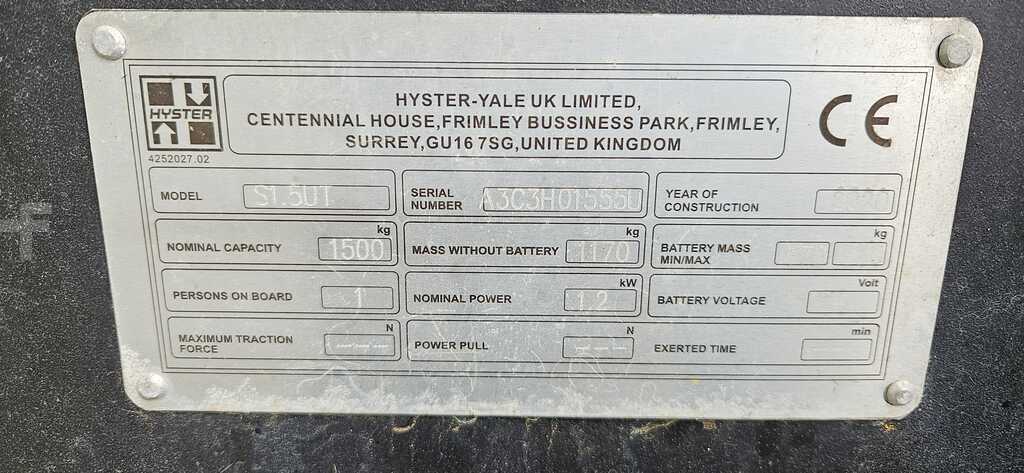 HYSTER
4252027.02
HYSTER-YALE UK LIMITED,
CENTENNIAL HOUSE,FRIMLEY BUSSINESS PARK,FRIMLEY,
SURREY,GU16 7SG,UNITED KINGDOM
CE
MODEL S1.5UT
SERIAL NUMBER A3C3H01555U
YEAR OF CONSTRUCTION
NOMINAL CAPACITY 1500 kg
MASS WITHOUT BATTERY 1170 kg
BATTERY MASS MIN/MAX kg
PERSONS ON BOARD 1
NOMINAL POWER 1.2 kW
BATTERY VOLTAGE Volt
MAXIMUM TRACTION FORCE ---- N
POWER PULL ---- N
EXERTED TIME min